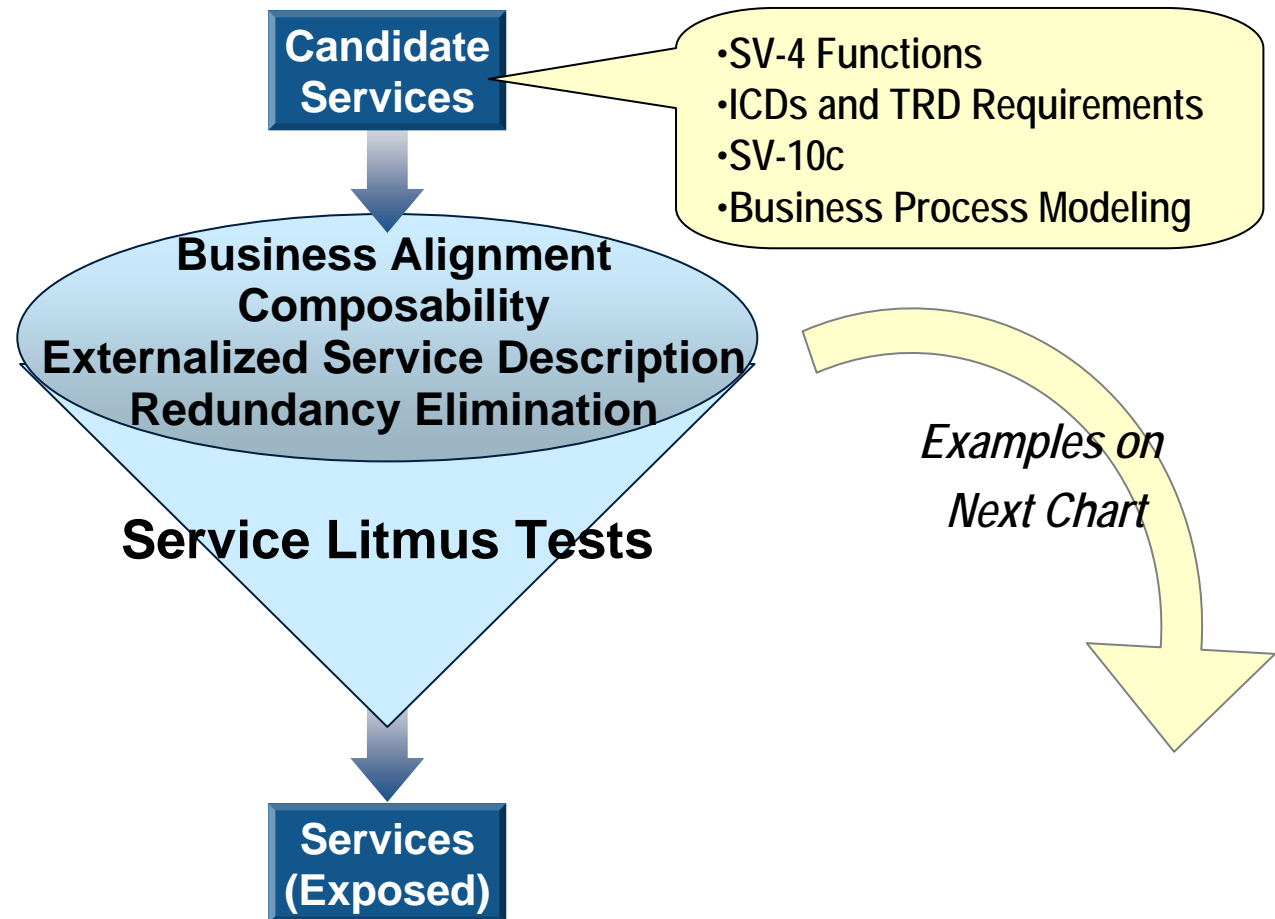 Candidate
Services
•SV-4 Functions
•ICDs and TRD Requirements
•SV-10c
•Business Process Modeling
Business Alignment
Composability
Externalized Service Description
Redundancy Elimination
Service Litmus Tests
Examples on
Next Chart
Services
(Exposed)